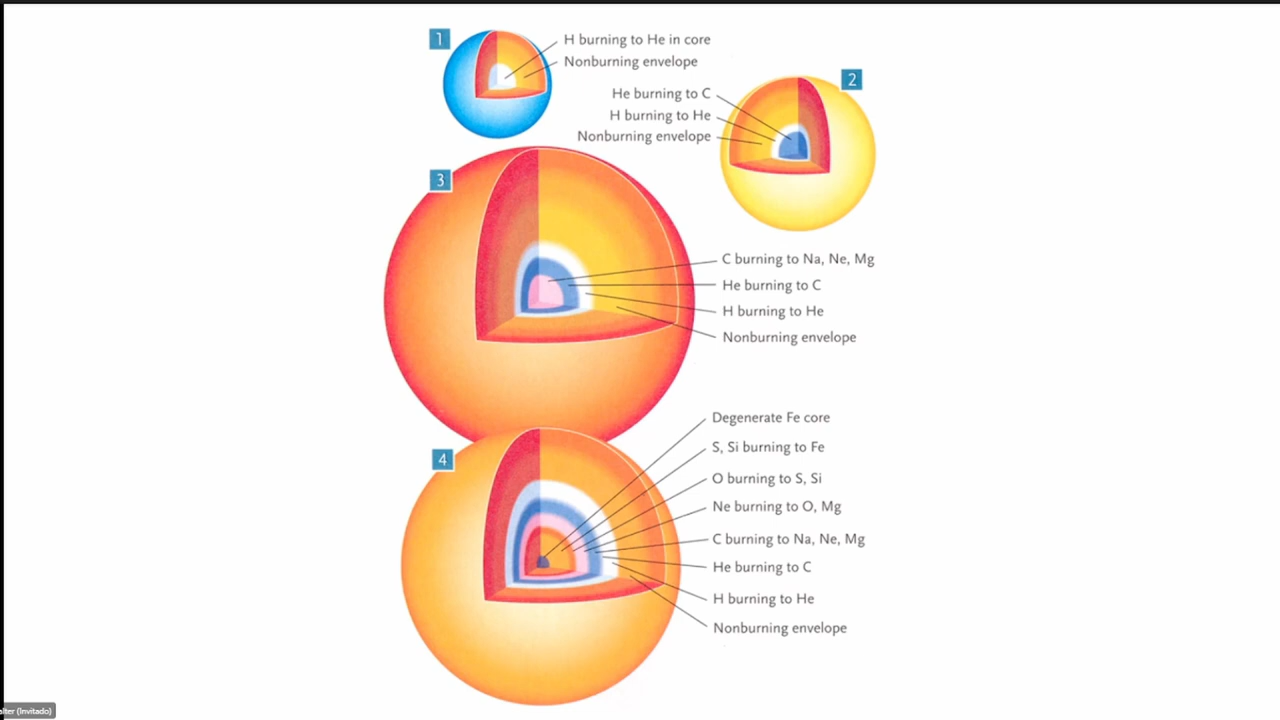 1
H burning to He in core
Nonburning envelope
2
He burning to C
H burning to He
Nonburning envelope
3
C burning to Na, Ne, Mg
He burning to C
H burning to He
Nonburning envelope
4
Degenerate Fe core
S, Si burning to Fe
O burning to S, Si
Ne burning to O, Mg
C burning to Na, Ne, Mg
He burning to C
H burning to He
Nonburning envelope
(Invitado)